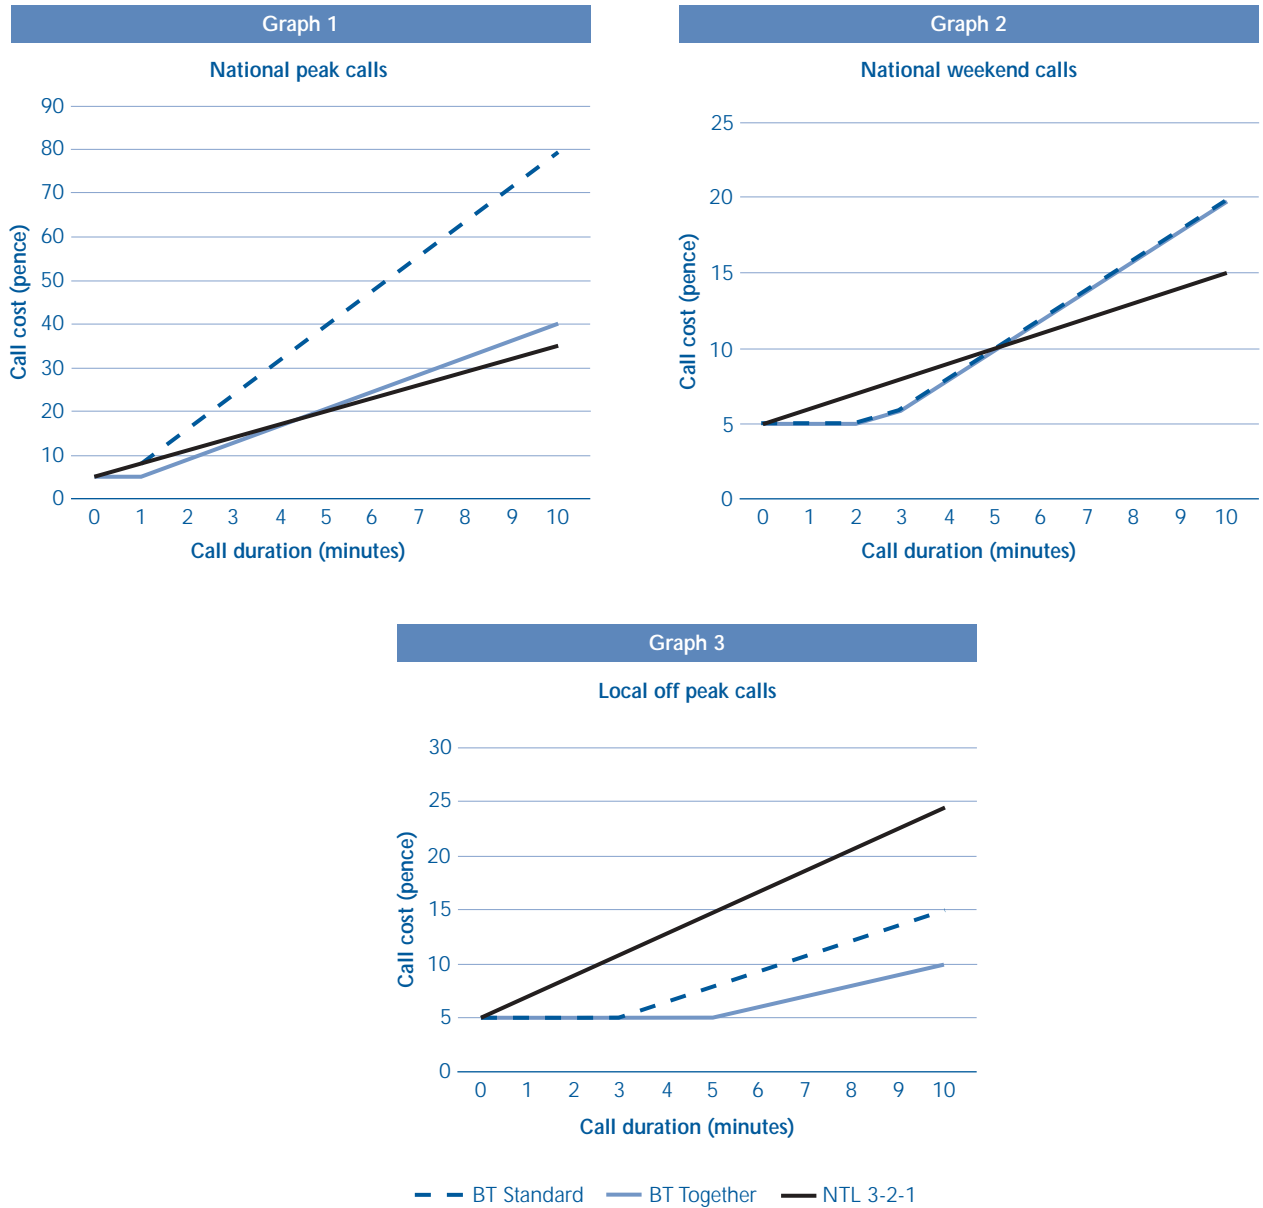 Graph 1
National peak calls
90
80
70
60
50
40
30
20
10
0
Call cost (pence)
0 1 2 3 4 5 6 7 8 9 10
Call duration (minutes)
Graph 2
National weekend calls
25
20
15
10
5
0
Call cost (pence)
0 1 2 3 4 5 6 7 8 9 10
Call duration (minutes)
Graph 3
Local off peak calls
30
25
20
15
10
5
0
Call cost (pence)
0 1 2 3 4 5 6 7 8 9 10
Call duration (minutes)
BT Standard BT Together NTL 3-2-1